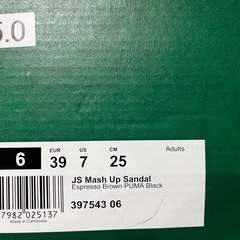 5.0
EUR US CM Adults
6 39 7 25
JS Mash Up Sandal
Espresso Brown-PUMA Black
397543 06
7982 025137
Made in Cambodia